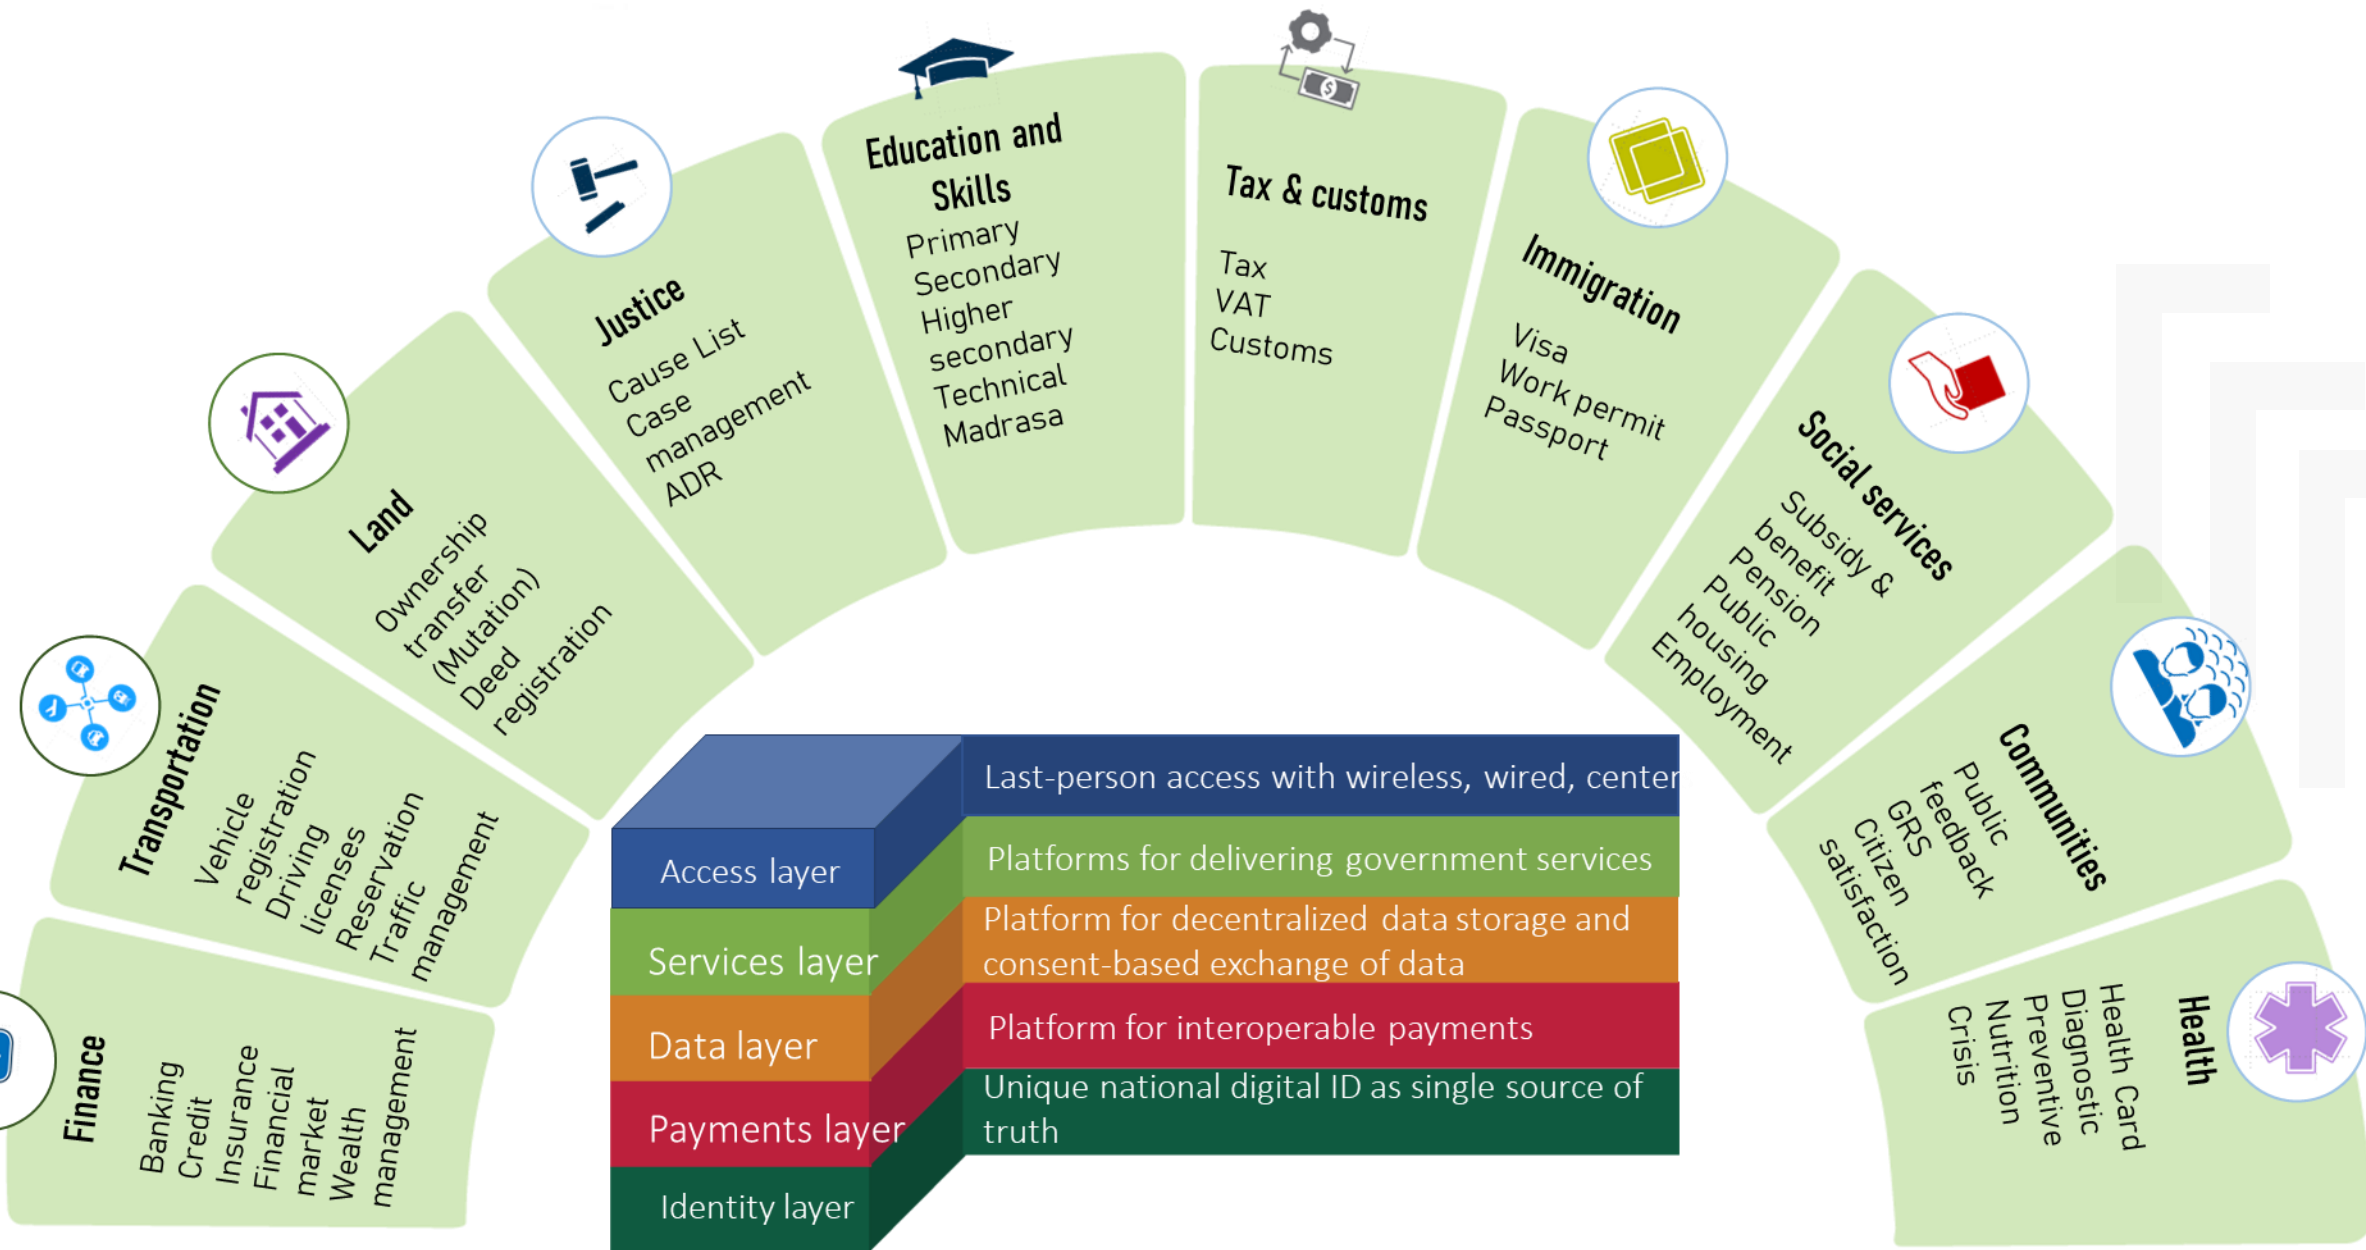 Finance
Banking
Credit
Insurance
Financial
market
Wealth
management
Transportation
Vehicle
registration
Driving
licenses
Reservation
Traffic
management
Land
Ownership
transfer
(Mutation)
Deed
registration
Justice
Cause List
Case
management
ADR
Education and
Skills
Primary
Secondary
Higher
secondary
Technical
Madrasa
Tax & customs
Tax
VAT
Customs
Immigration
Visa
Work permit
Passport
Social services
Subsidy &
benefit
Pension
Public
housing
Employment
Communities
Public
feedback
GRS
Citizen
satisfaction
Health
Health Card
Diagnostic
Preventive
Nutrition
Crisis
Access layer
Last-person access with wireless, wired, center
Services layer
Platforms for delivering government services
Data layer
Platform for decentralized data storage and
consent-based exchange of data
Payments layer
Platform for interoperable payments
Identity layer
Unique national digital ID as single source of
truth